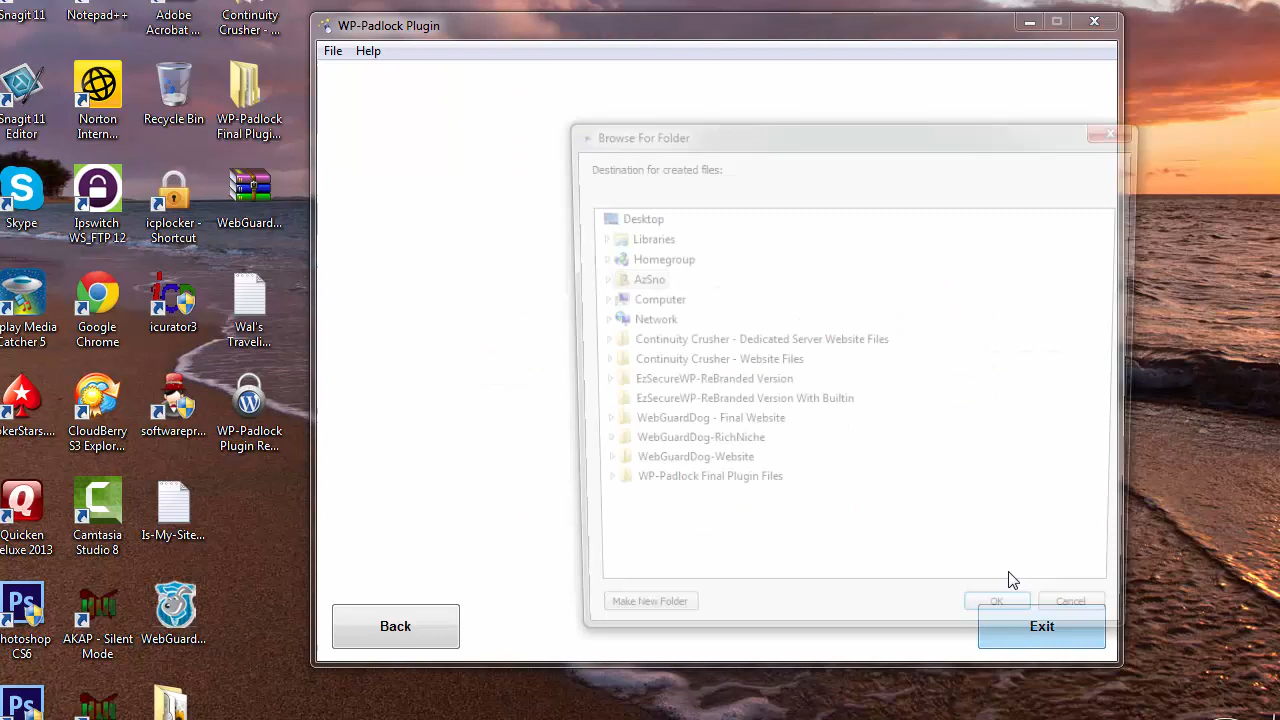 Snagit 11
Notepad++
Adobe
Acrobat ...
Continuity
Crusher - ...
Snagit 11
Editor
Norton
Intern...
Recycle Bin
WP-Padlock
Final Plugi...
Skype
Ipswitch
WS_FTP 12
icplocker -
Shortcut
WebGuard...
play Media
Catcher 5
Google
Chrome
icurator3
Wal's
Traveli...
kerStars....
CloudBerry
S3 Explor...
softwarepr...
WP-Padlock
Plugin Re...
Quicken
eluxe 2013
Camtasia
Studio 8
Is-My-Site...
hotoshop
CS6
AKAP - Silent
Mode
WebGuard...
WP-Padlock Plugin
File Help
Browse For Folder
Destination for created files:
Desktop
Libraries
Homegroup
AzSno
Computer
Network
Continuity Crusher - Dedicated Server Website Files
Continuity Crusher - Website Files
EzSecureWP-ReBranded Version
EzSecureWP-ReBranded Version With Builtin
WebGuardDog - Final Website
WebGuardDog-RichNiche
WebGuardDog-Website
WP-Padlock Final Plugin Files
Make New Folder
OK
Cancel
Back
Exit